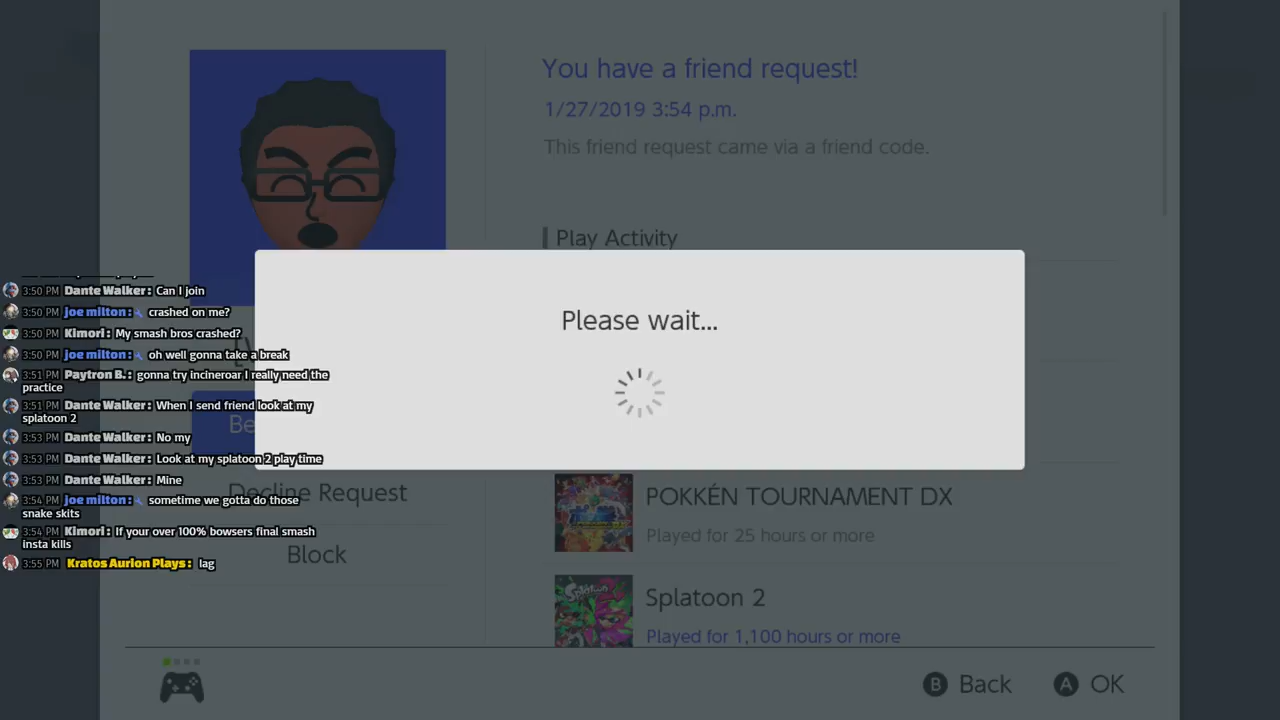 You have a friend request!
1/27/2019 3:54 p.m.
This friend request came via a friend code.
Play Activity
Please wait...
3:50 PM Dante Walker: Can I join
3:50 PM joe milton: crashed on me?
3:50 PM Kimori: My smash bros crashed?
3:50 PM joe milton: oh well gonna take a break
3:51 PM Paytron B.: gonna try incineroar I really need the
practice
3:51 PM Dante Walker: When I send friend look at my
splatoon 2
3:53 PM Dante Walker: No my
3:53 PM Dante Walker: Look at my splatoon 2 play time
3:53 PM Dante Walker: Mine
3:54 PM joe milton: sometime we gotta do those
snake skits
3:54 PM Kimori: If your over 100% bowsers final smash
insta kills
3:55 PM Kratos Aurion Plays: lag
Be
Decline Request
Block
POKKÉN TOURNAMENT DX
Played for 25 hours or more
Splatoon 2
Played for 1,100 hours or more
B Back
A OK